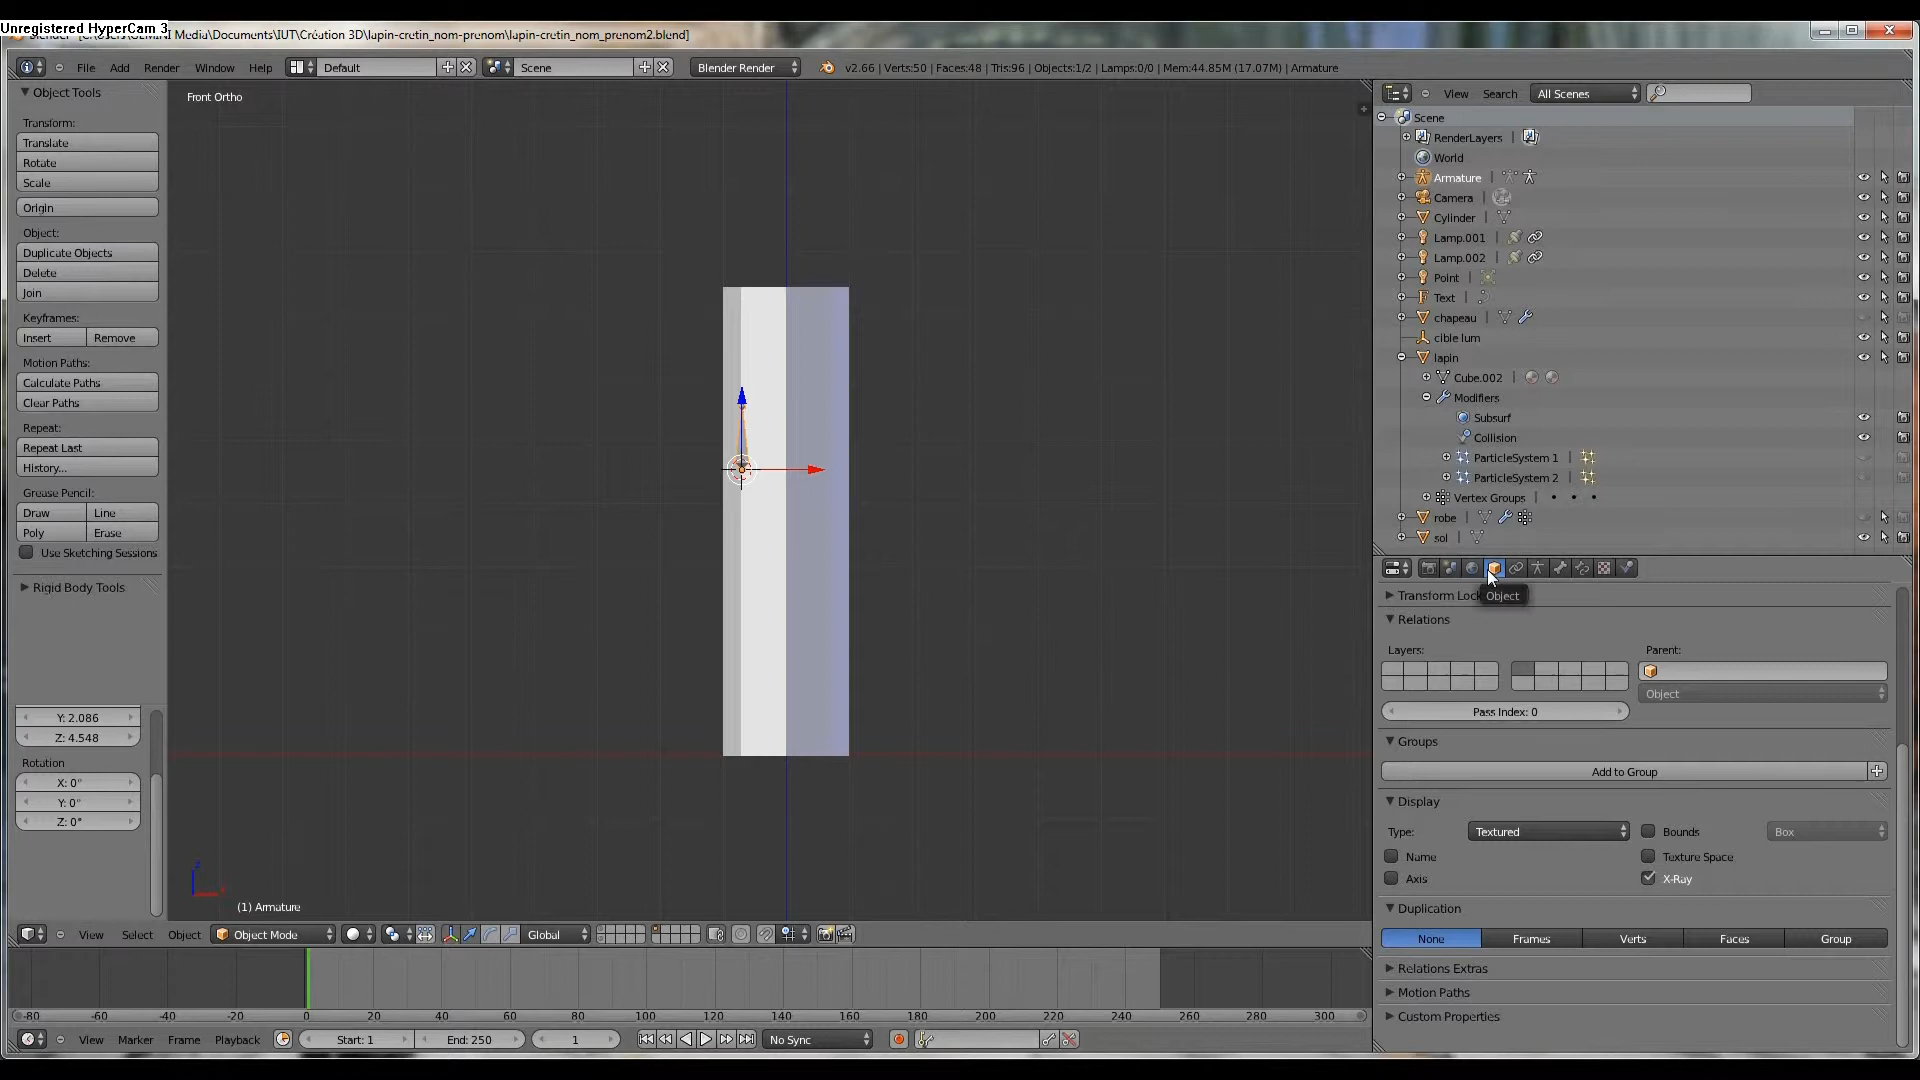 Unregistered HyperCam 3
Blender [C:\Users\GEMINI Media\Documents\IUT\Création 3D\lapin-cretin_nom-prenom\lapin-cretin_nom_prenom2.blend]
File Add Render Window Help Default Scene Blender Render v2.66 | Verts:50 | Faces:48 | Tris:96 | Objects:1/2 | Lamps:0/0 | Mem:44.85M (17.07M) | Armature
Object Tools
Transform:
Translate
Rotate
Scale
Origin
Object:
Duplicate Objects
Delete
Join
Keyframes:
Insert Remove
Motion Paths:
Calculate Paths
Clear Paths
Repeat:
Repeat Last
History...
Grease Pencil:
Draw Line
Poly Erase
Use Sketching Sessions
Rigid Body Tools
Y: 2.086
Z: 4.548
Rotation
X: 0°
Y: 0°
Z: 0°
Front Ortho
z
x
(1) Armature
View Select Object Object Mode Global
-80 -60 -40 -20 0 20 40 60 80 100 120 140 160 180 200 220 240 260 280 300
View Marker Frame Playback Start: 1 End: 250 1 No Sync
View Search All Scenes
Scene
RenderLayers |
World
Armature |
Camera |
Cylinder |
Lamp.001 |
Lamp.002 |
Point |
Text |
chapeau |
cible lum
lapin
Cube.002 |
Modifiers
Subsurf
Collision
ParticleSystem 1 |
ParticleSystem 2 |
Vertex Groups |
robe |
sol |
Transform Lock
Object
Relations
Layers: Parent:
Object
Pass Index: 0
Groups
Add to Group
Display
Type: Textured Bounds Box
Name Texture Space
Axis X-Ray
Duplication
None Frames Verts Faces Group
Relations Extras
Motion Paths
Custom Properties